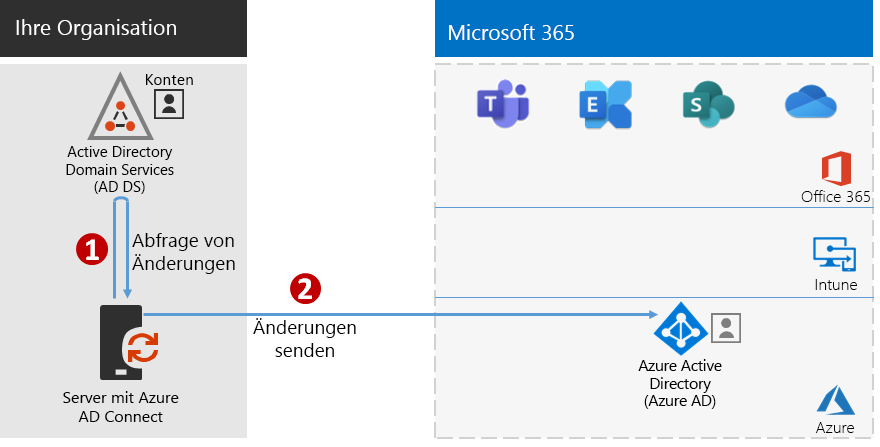 Ihre Organisation
Microsoft 365
Konten
Active Directory
Domain Services
(AD DS)
T
E
S
Office 365
1
Abfrage von
Änderungen
2
Änderungen
senden
Intune
Server mit Azure
AD Connect
Azure Active
Directory
(Azure AD)
Azure